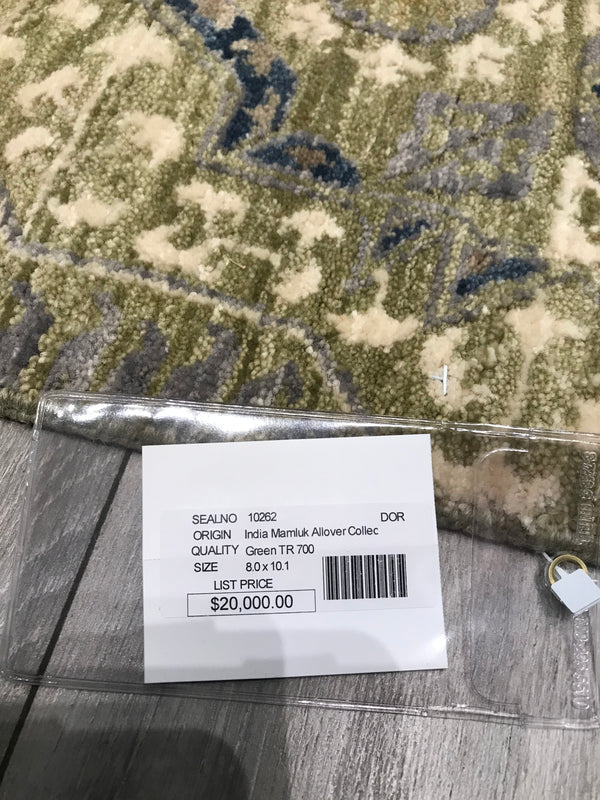 SEALNO 10262 DOR
ORIGIN India Mamluk Allover Collec
QUALITY Green TR 700
SIZE 8.0 x 10.1
LIST PRICE
$20,000.00